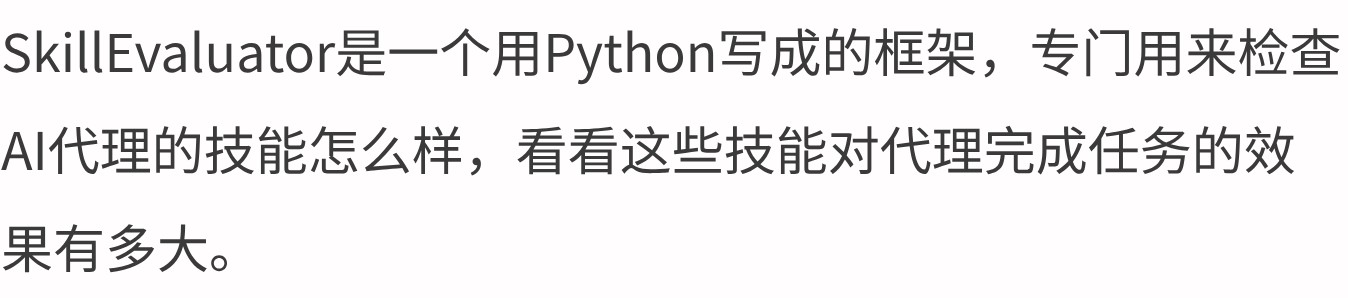 SkillEvaluator是一个用Python写成的框架，专门用来检查
AI代理的技能怎么样，看看这些技能对代理完成任务的效
果有多大。